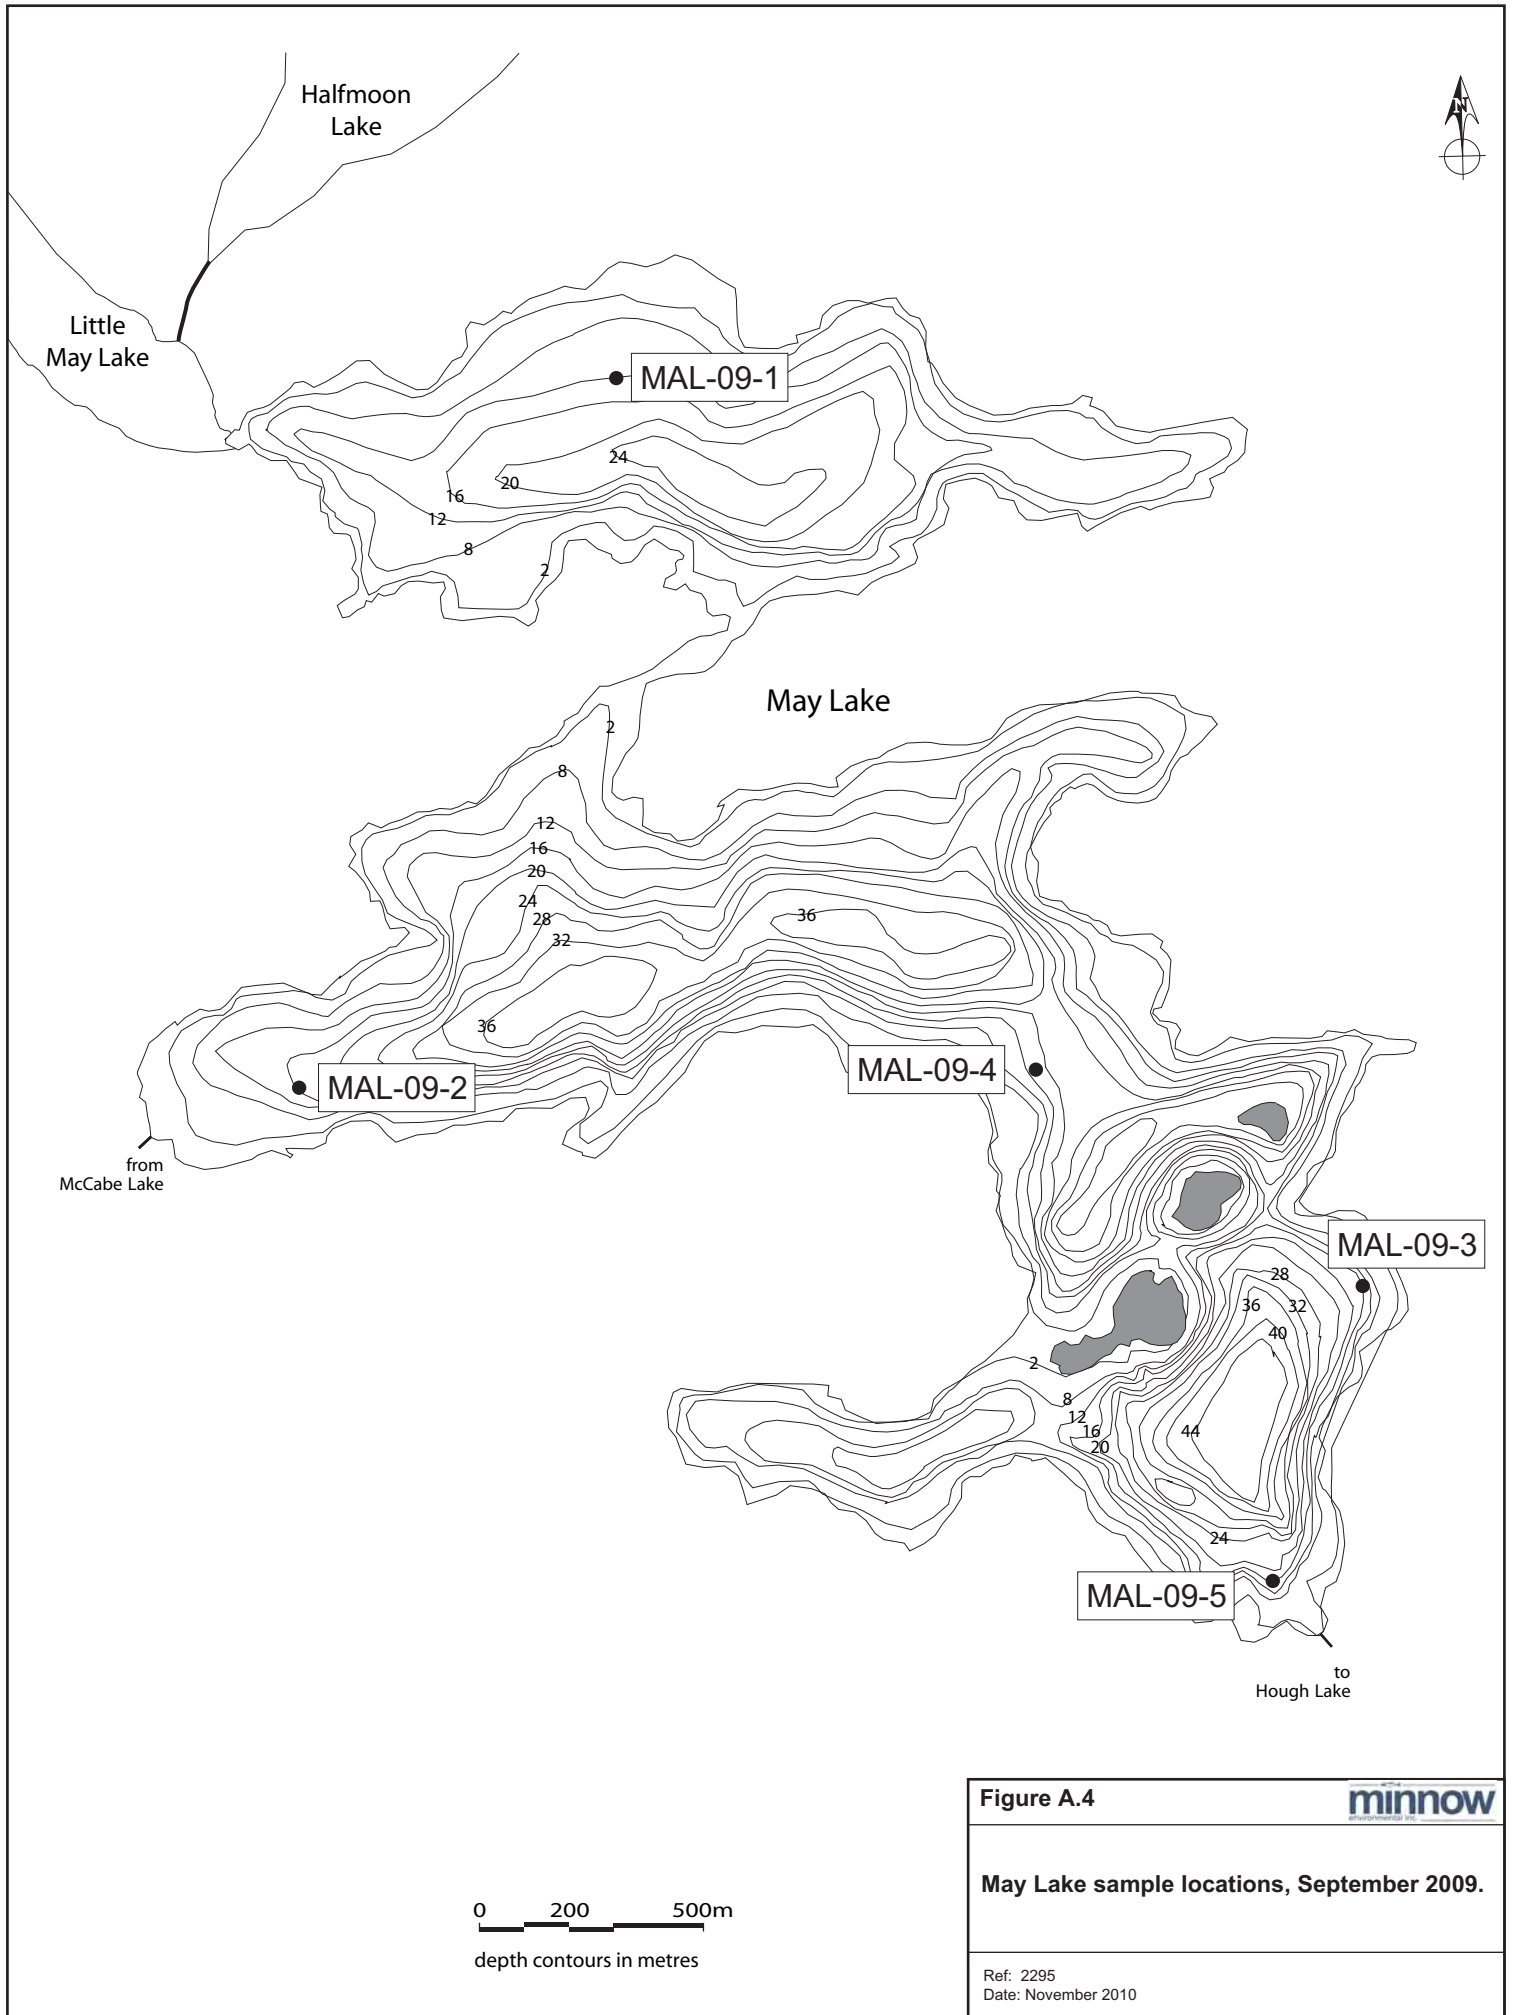 Halfmoon
Lake
N
Little
May Lake
MAL-09-1
24
20
16
12
8
2
May Lake
2
8
12
16
20
24
28
32
36
36
MAL-09-2
MAL-09-4
from
McCabe Lake
MAL-09-3
28
36
32
40
2
8
12
16
20
44
24
MAL-09-5
to
Hough Lake
Figure A.4
minnow
environmental inc.
May Lake sample locations, September 2009.
0 200 500m
depth contours in metres
Ref: 2295
Date: November 2010